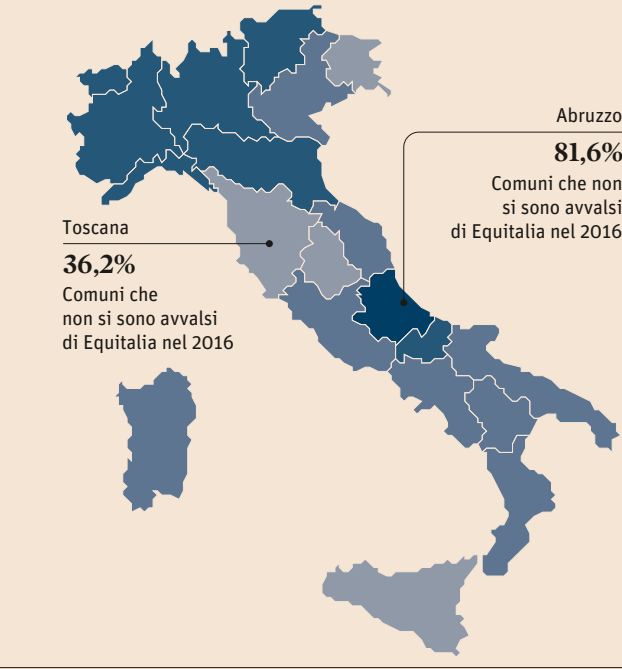 Abruzzo
81,6%
Comuni che non
si sono avvalsi
di Equitalia nel 2016
Toscana
36,2%
Comuni che
non si sono avvalsi
di Equitalia nel 2016